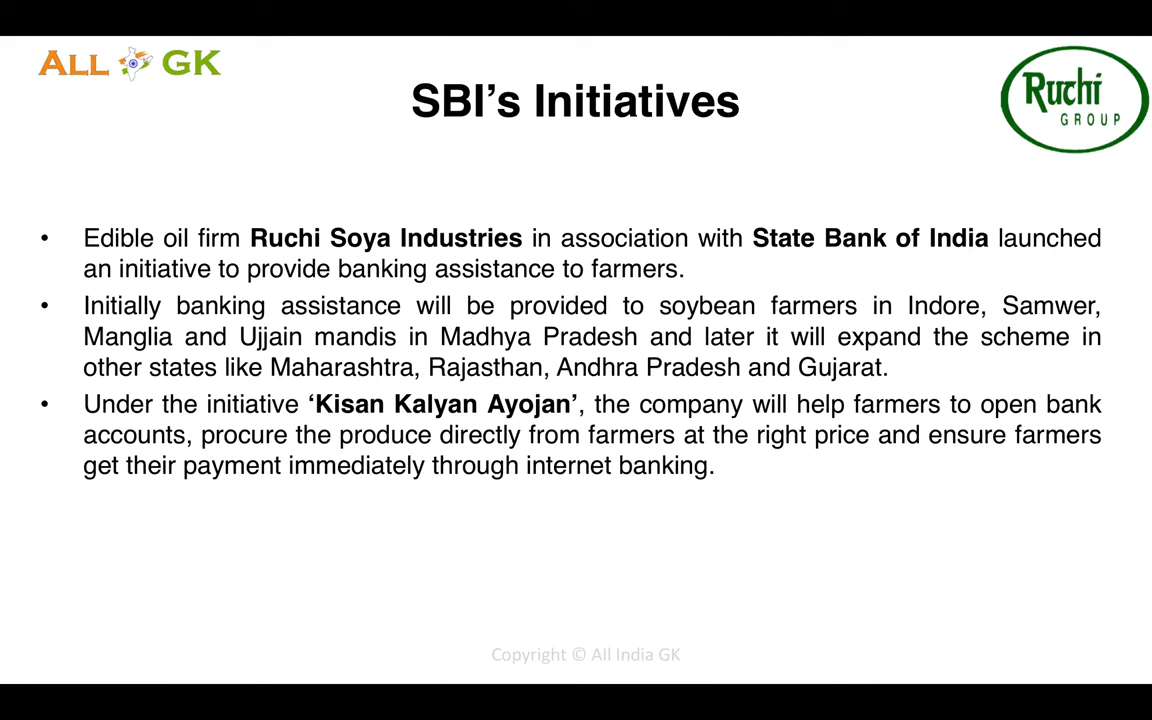 ALL GK
Ruchi
GROUP
SBI’s Initiatives
• Edible oil firm Ruchi Soya Industries in association with State Bank of India launched
an initiative to provide banking assistance to farmers.
• Initially banking assistance will be provided to soybean farmers in Indore, Samwer,
Manglia and Ujjain mandis in Madhya Pradesh and later it will expand the scheme in
other states like Maharashtra, Rajasthan, Andhra Pradesh and Gujarat.
• Under the initiative ‘Kisan Kalyan Ayojan’, the company will help farmers to open bank
accounts, procure the produce directly from farmers at the right price and ensure farmers
get their payment immediately through internet banking.
Copyright © All India GK